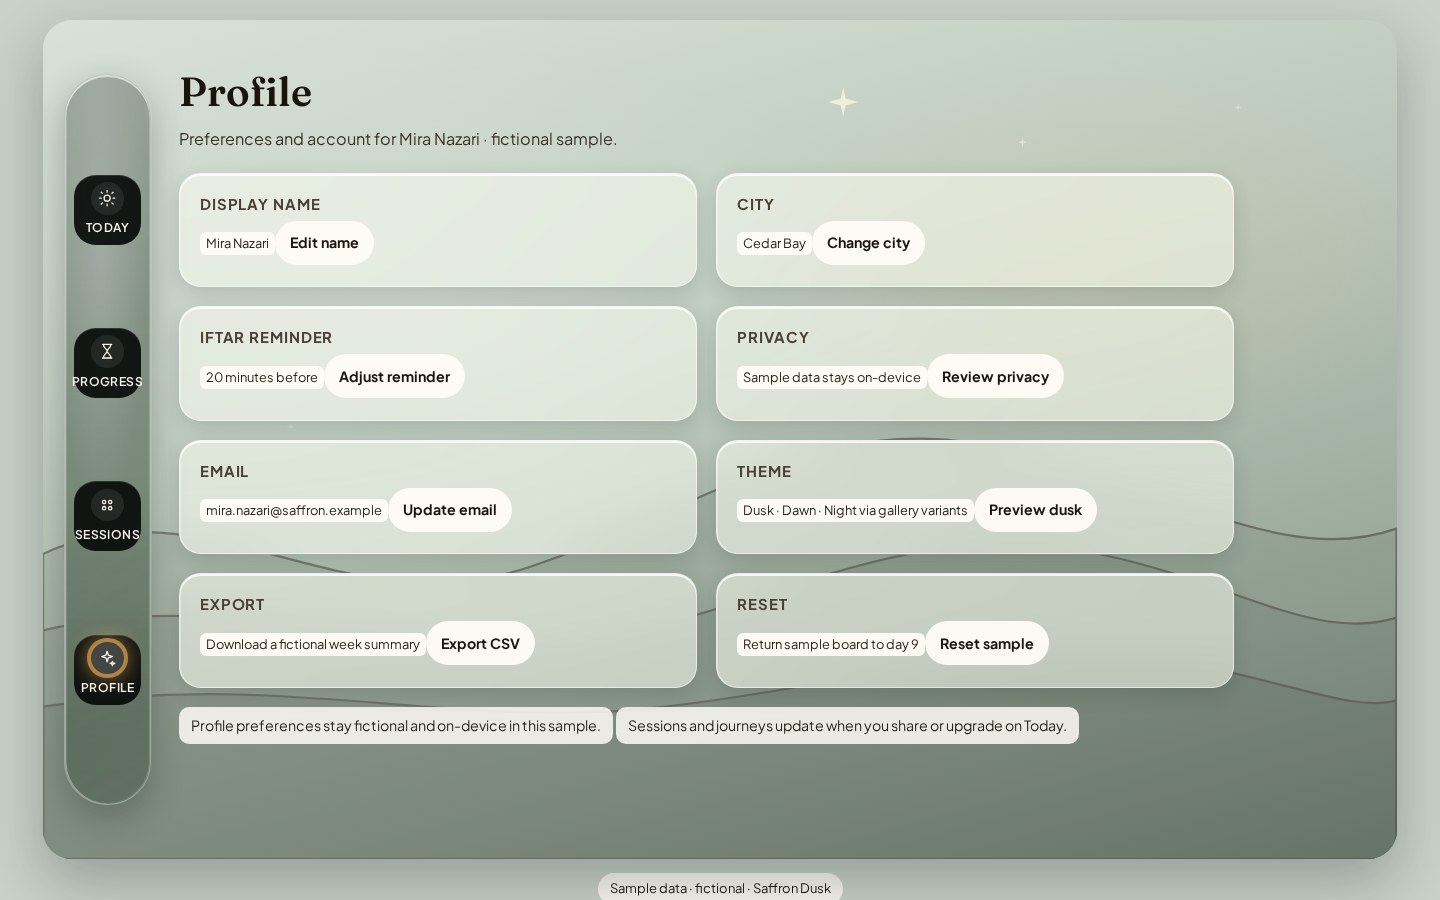 Profile
Preferences and account for Mira Nazari · fictional sample.
TODAY
PROGRESS
SESSIONS
PROFILE
DISPLAY NAME
Mira Nazari Edit name
CITY
Cedar Bay Change city
IFTAR REMINDER
20 minutes before Adjust reminder
PRIVACY
Sample data stays on-device Review privacy
EMAIL
mira.nazari@saffron.example Update email
THEME
Dusk · Dawn · Night via gallery variants Preview dusk
EXPORT
Download a fictional week summary Export CSV
RESET
Return sample board to day 9 Reset sample
Profile preferences stay fictional and on-device in this sample.
Sessions and journeys update when you share or upgrade on Today.
Sample data · fictional · Saffron Dusk